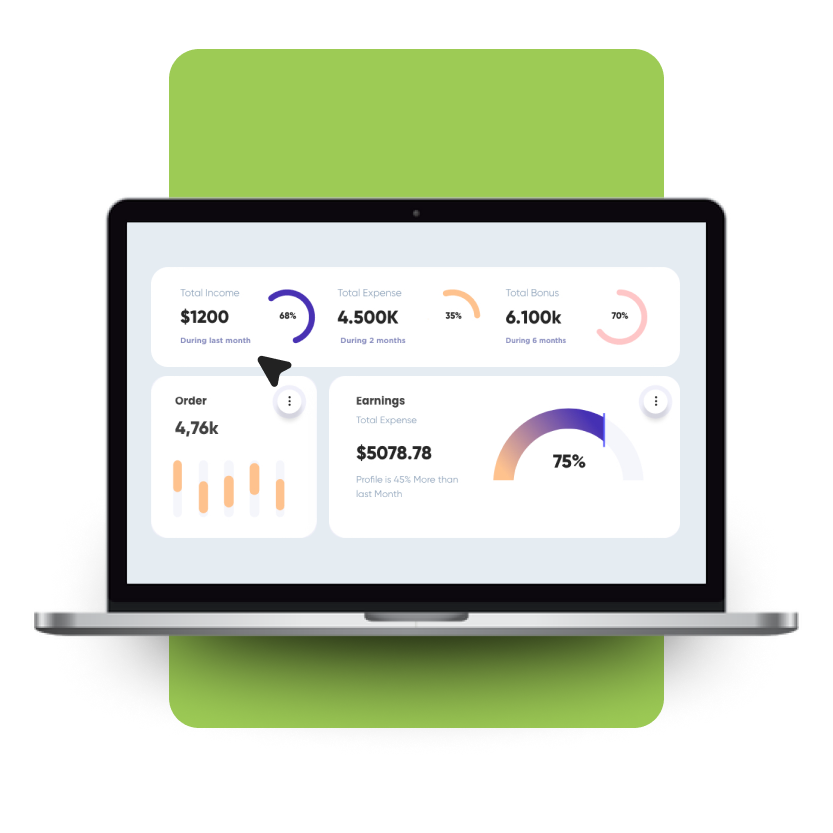 Total Income
$1200
During last month
68%
Total Expense
4.500K
During 2 months
35%
Total Bonus
6.100k
During 6 months
70%
Order
4,76k
Earnings
Total Expense
$5078.78
Profile is 45% More than
last Month
75%